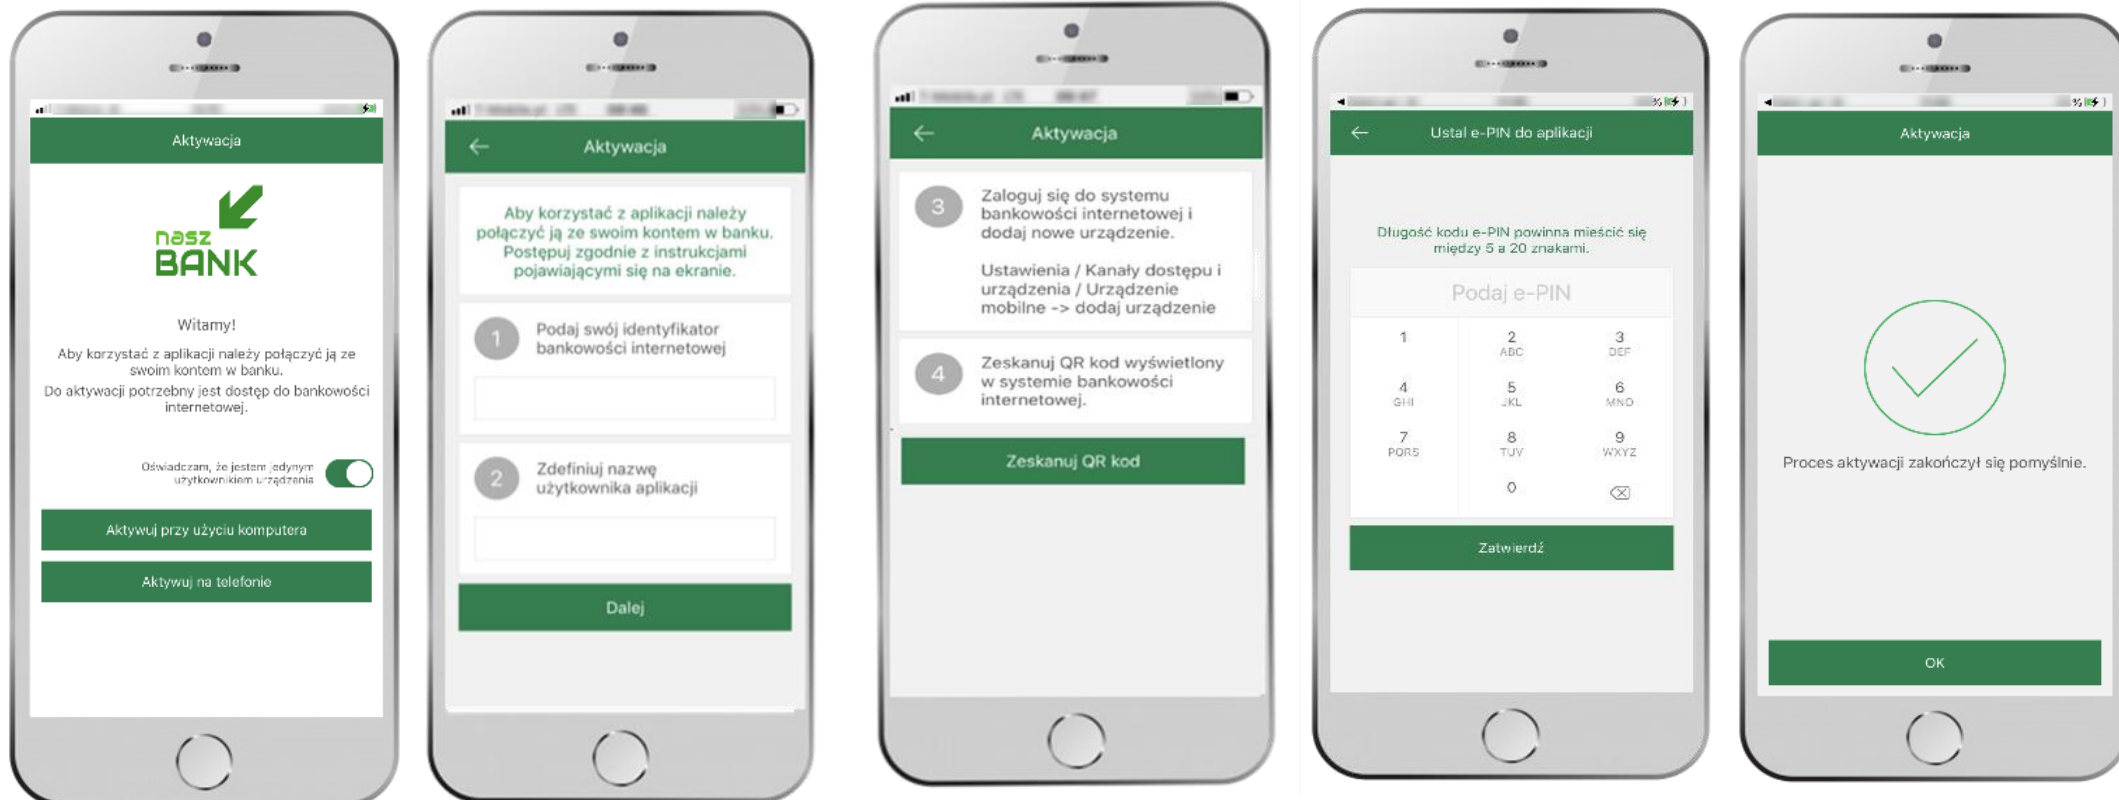 Aktywacja
nasz
BANK
Witamy!
Aby korzystać z aplikacji należy połączyć ją ze
swoim kontem w banku.
Do aktywacji potrzebny jest dostęp do bankowości
internetowej.
Oświadczam, że jestem jedynym
użytkownikiem urządzenia
Aktywuj przy użyciu komputera
Aktywuj na telefonie
Aktywacja
Aby korzystać z aplikacji należy
połączyć ją ze swoim kontem w banku.
Postępuj zgodnie z instrukcjami
pojawiającymi się na ekranie.
1
Podaj swój identyfikator
bankowości internetowej
2
Zdefiniuj nazwę
użytkownika aplikacji
Dalej
Aktywacja
3
Zaloguj się do systemu
bankowości internetowej i
dodaj nowe urządzenie.
Ustawienia / Kanały dostępu i
urządzenia / Urządzenie
mobilne -> dodaj urządzenie
4
Zeskanuj QR kod wyświetlony
w systemie bankowości
internetowej.
Zeskanuj QR kod
%
Ustal e-PIN do aplikacji
Długość kodu e-PIN powinna mieścić się
między 5 a 20 znakami.
Podaj e-PIN
1 2 3
ABC DEF
4 5 6
GHI JKL MNO
7 8 9
PQRS TUV WXYZ
0
Zatwierdź
%
Aktywacja
Proces aktywacji zakończył się pomyślnie.
OK